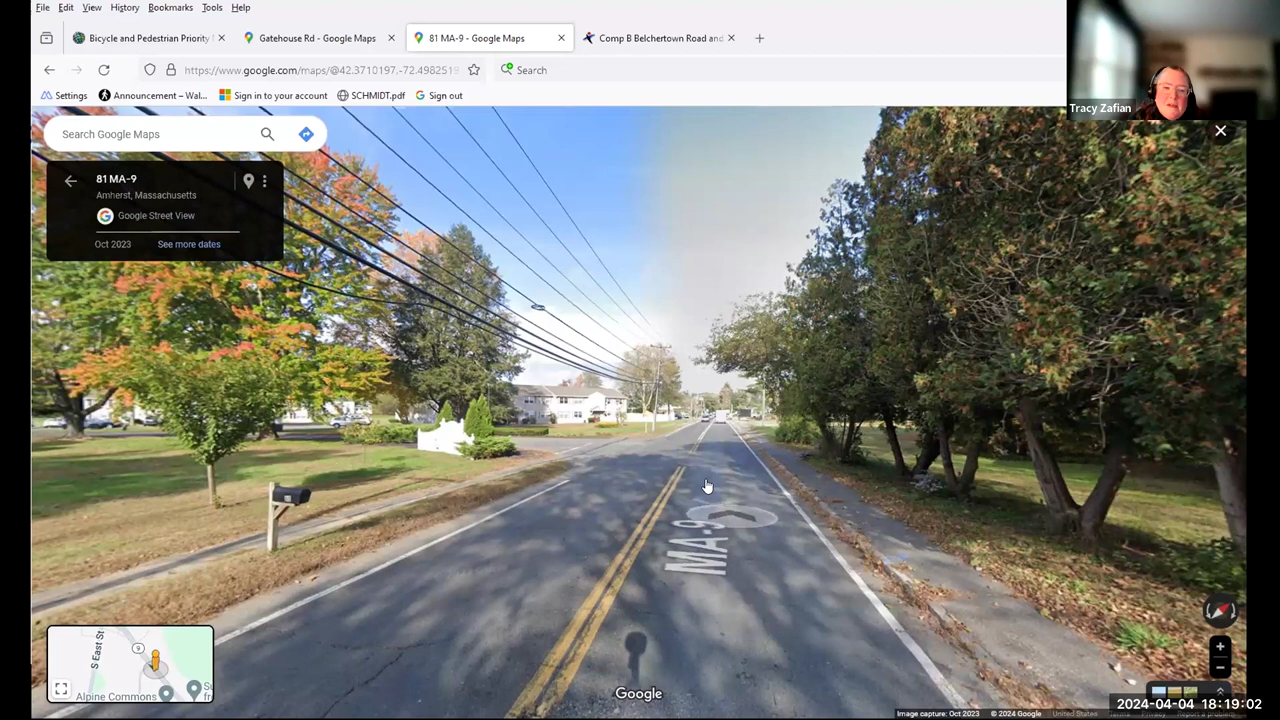 File Edit View History Bookmarks Tools Help
Bicycle and Pedestrian Priority
Gatehouse Rd - Google Maps
81 MA-9 - Google Maps
Comp B Belchertown Road and
https://www.google.com/maps/@42.3710197,-72.4982519
Search
Settings
Announcement – Wal...
Sign in to your account
SCHMIDT.pdf
Sign out
Tracy Zafian
Search Google Maps
81 MA-9
Amherst, Massachusetts
Google Street View
Oct 2023 See more dates
MA-9
S East St
9
Alpine Commons
Google
2024-04-04 18:19:02
Image capture: Oct 2023 © 2024 Google United States